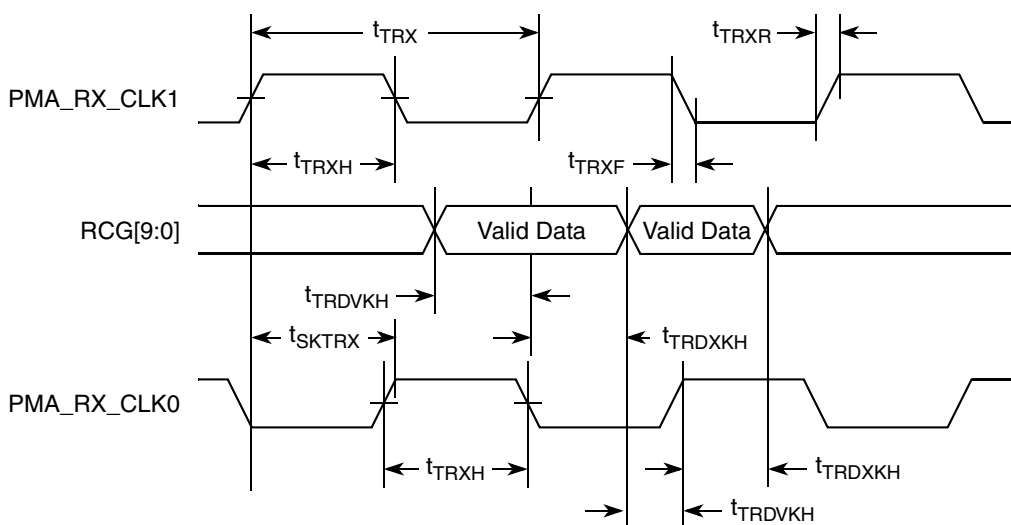 tTRX
tTRXR
PMA_RX_CLK1
tTRXH
tTRXF
RCG[9:0]
Valid Data
Valid Data
tTRDVKH
tSKTRX
tTRDXKH
PMA_RX_CLK0
tTRXH
tTRDXKH
tTRDVKH